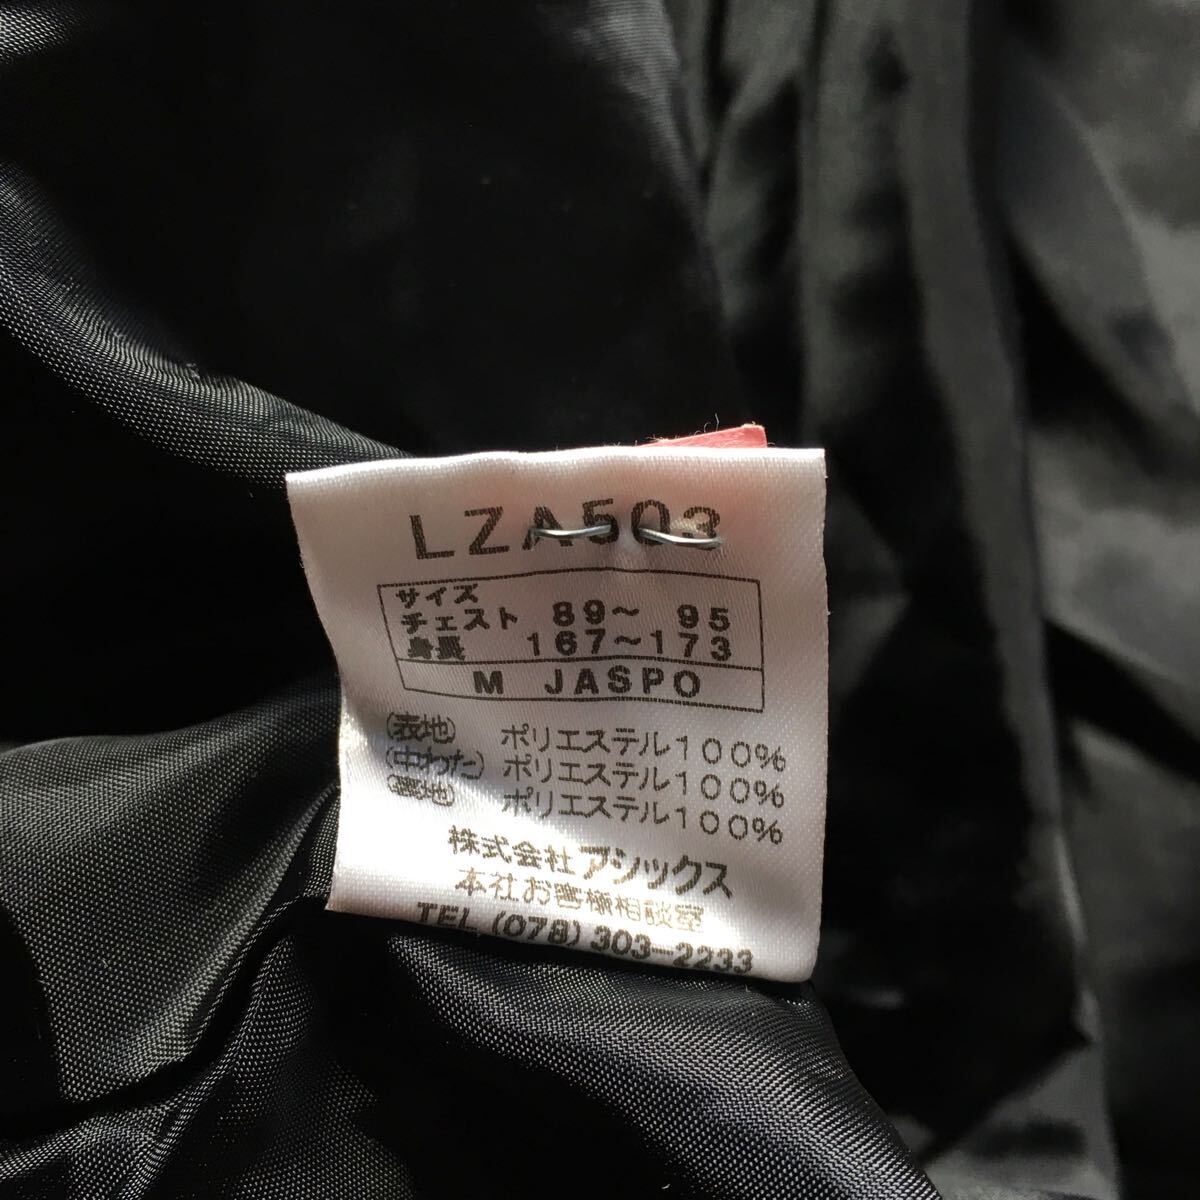 LZA503
サイズ
チェスト 89～ 95
身長 167～173
M JASPO
(表地) ポリエステル100%
(中わた) ポリエステル100%
(裏地) ポリエステル100%
株式会社アシックス
本社お客様相談室
TEL (078) 303-2233